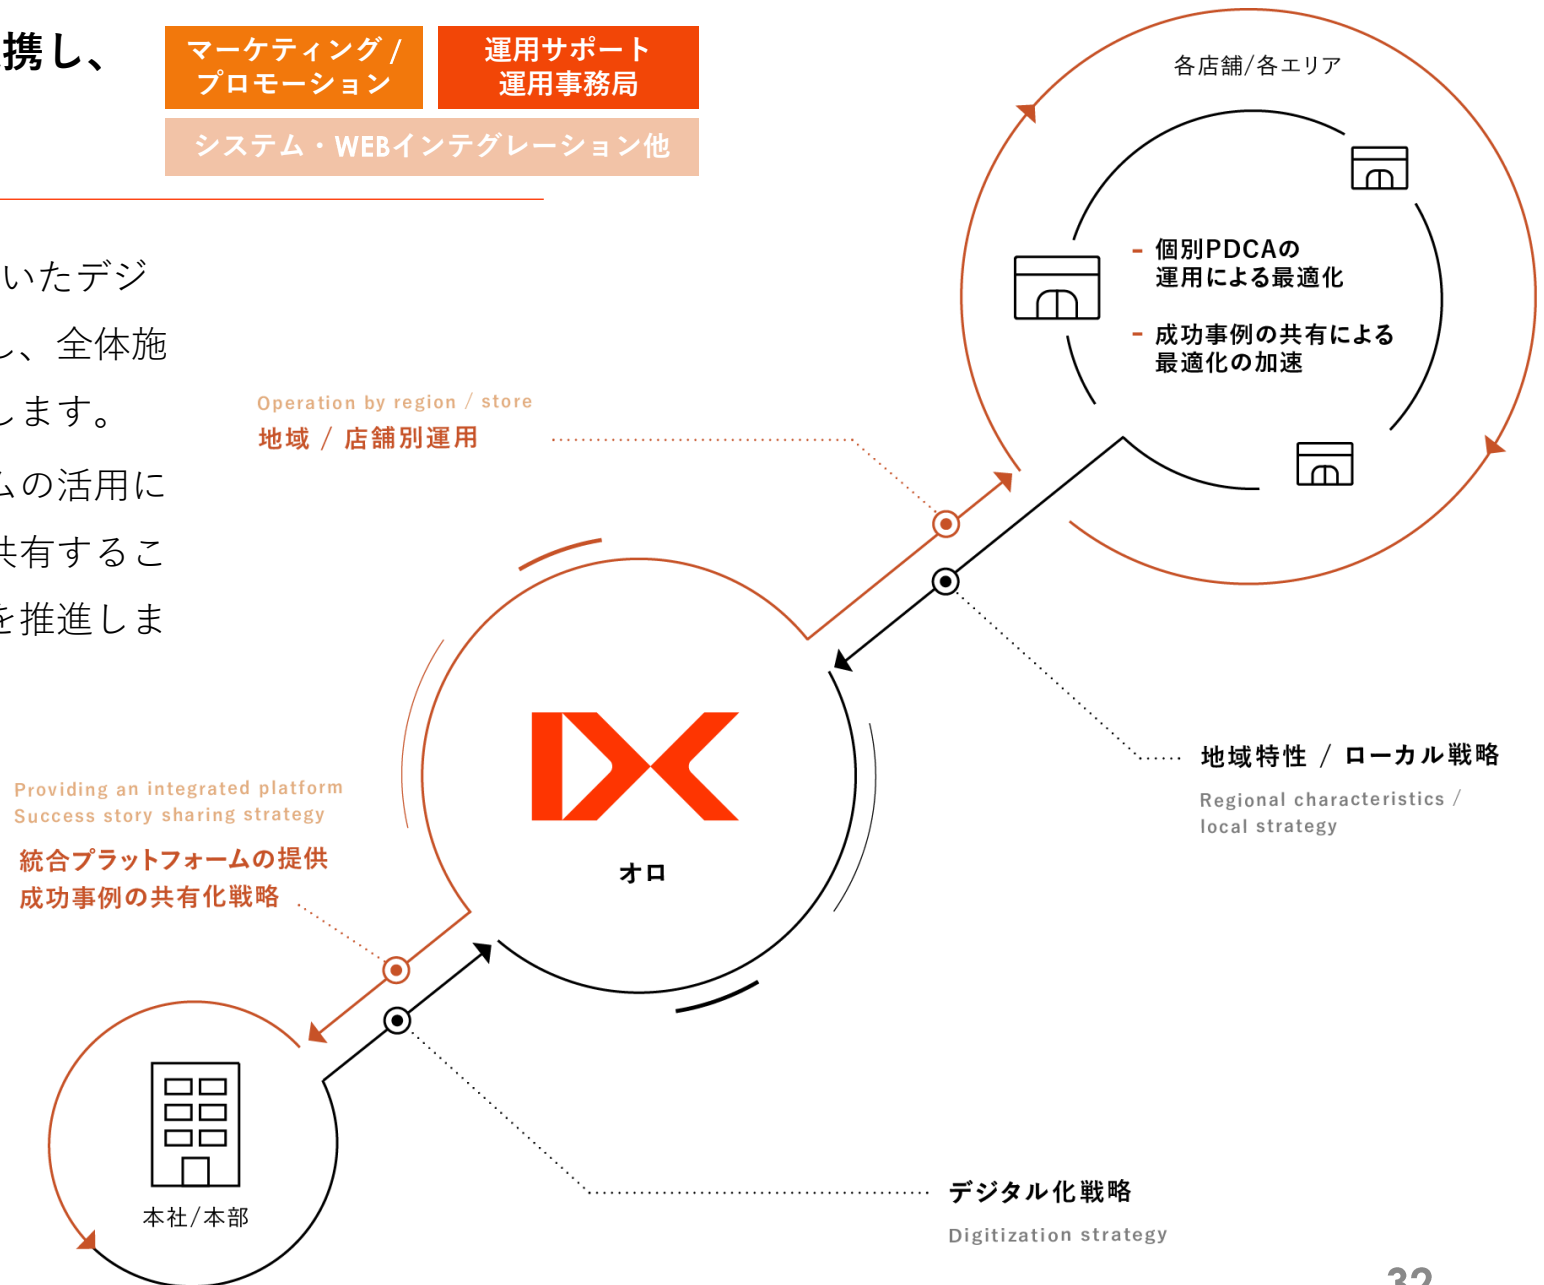 携し、
マーケティング /
プロモーション
運用サポート
運用事務局
システム・WEBインテグレーション他
いたデジ
し、全体施
します。
ムの活用に
共有するこ
を推進しま
各店舗/各エリア
- 個別PDCAの
運用による最適化
- 成功事例の共有による
最適化の加速
Operation by region / store
地域 / 店舗別運用
オロ
地域特性 / ローカル戦略
Regional characteristics /
local strategy
Providing an integrated platform
Success story sharing strategy
統合プラットフォームの提供
成功事例の共有化戦略
本社/本部
デジタル化戦略
Digitization strategy
32